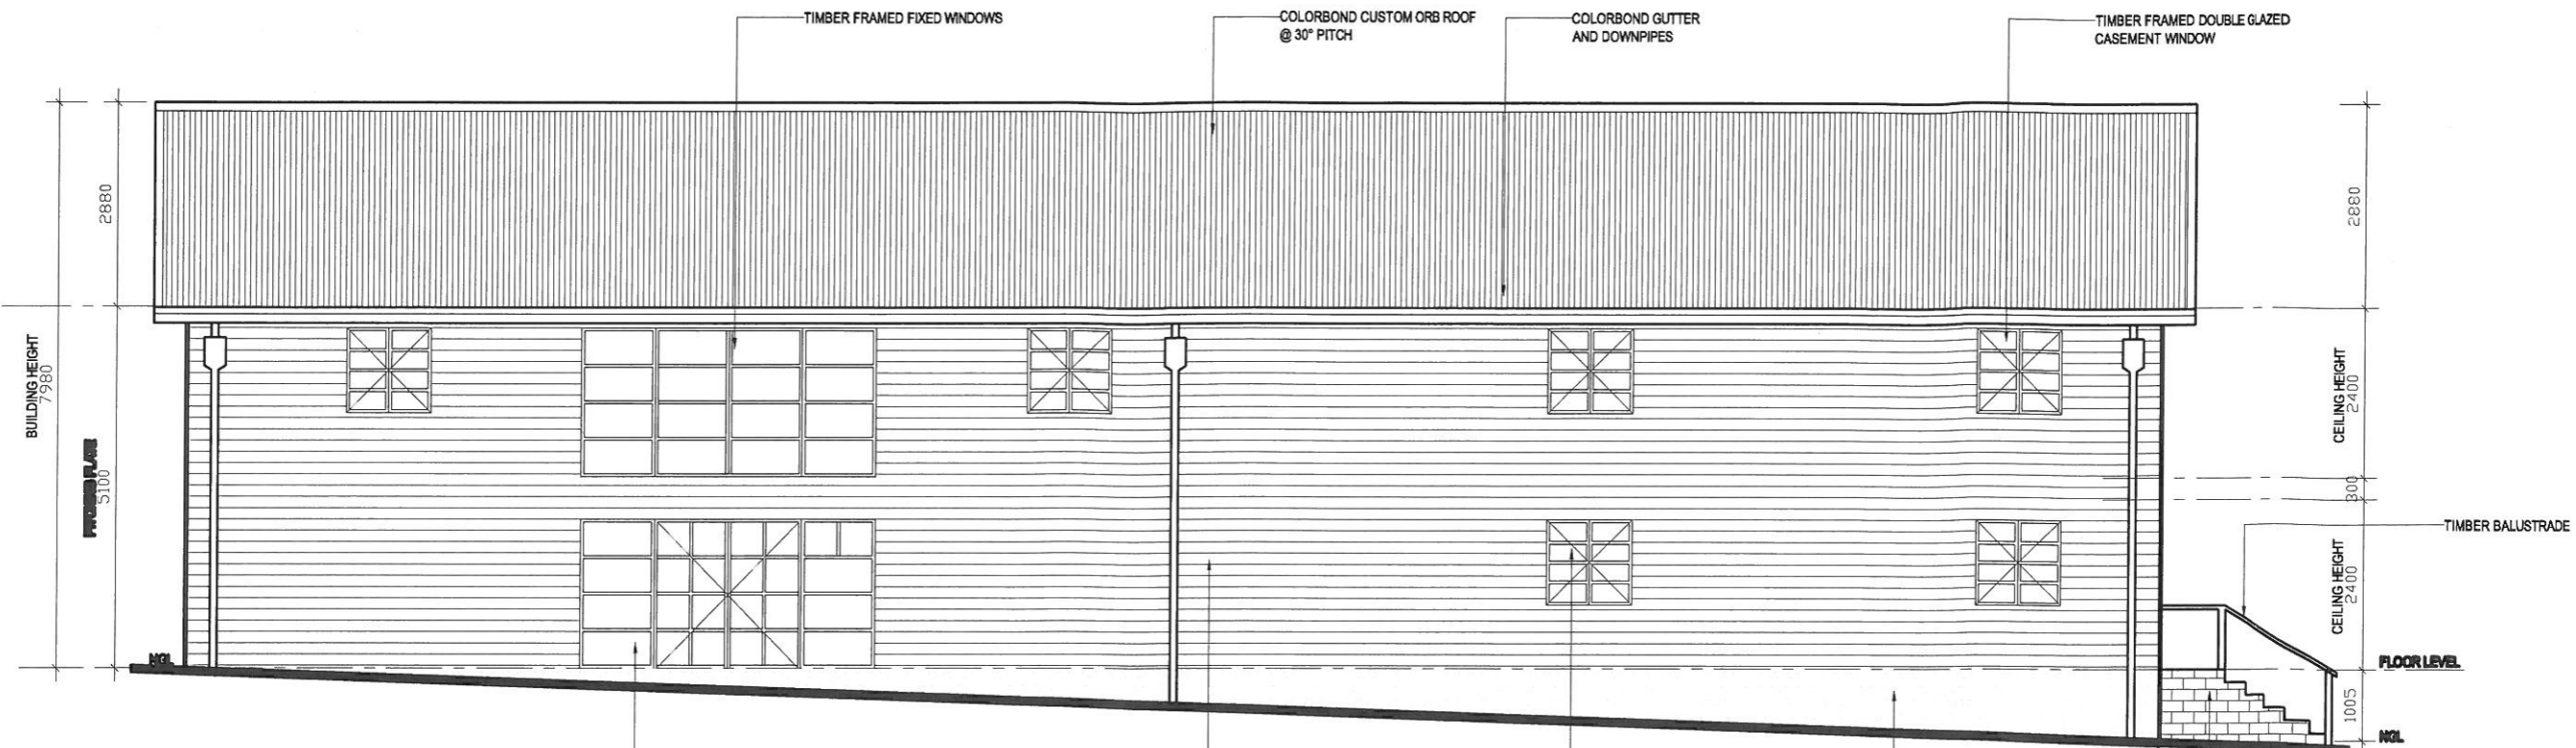 TIMBER FRAMED FIXED WINDOWS
COLORBOND CUSTOM ORB ROOF
@ 30° PITCH
COLORBOND GUTTER
AND DOWNPIPES
TIMBER FRAMED DOUBLE GLAZED
CASEMENT WINDOW
BUILDING HEIGHT
7980
2880
5100
2880
CEILING HEIGHT
2400
300
CEILING HEIGHT
2400
TIMBER BALUSTRADE
NGL
FLOOR LEVEL
1005
NGL